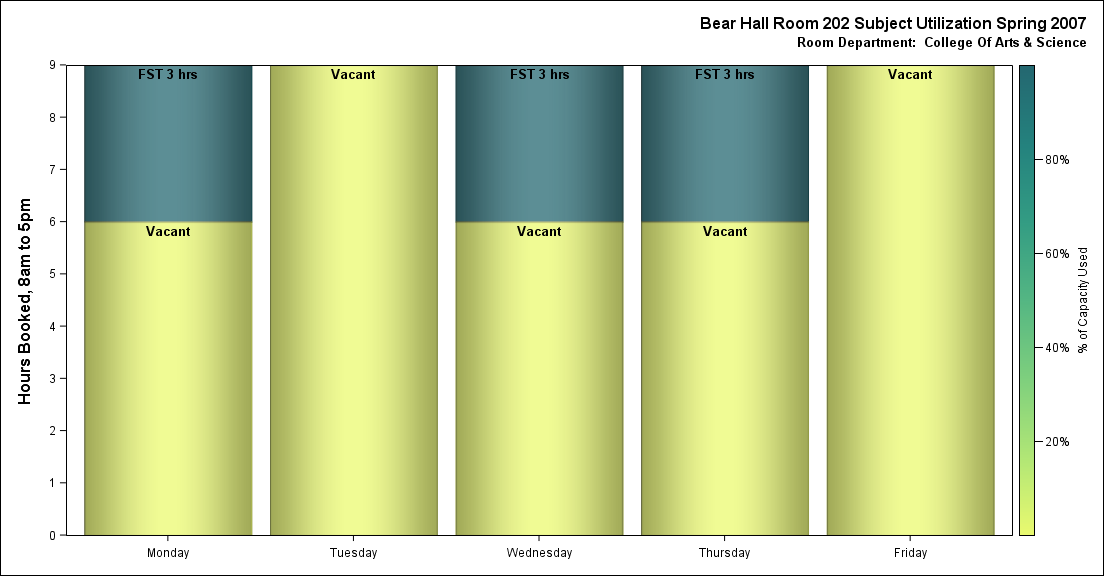 Bear Hall Room 202 Subject Utilization Spring 2007
Room Department:  College Of Arts & Science
Hours Booked, 8am to 5pm
9
8
7
6
5
4
3
2
1
0
FST 3 hrs
Vacant
FST 3 hrs
FST 3 hrs
Vacant
Vacant
Vacant
Vacant
Monday
Tuesday
Wednesday
Thursday
Friday
80%
60%
40%
20%
% of Capacity Used